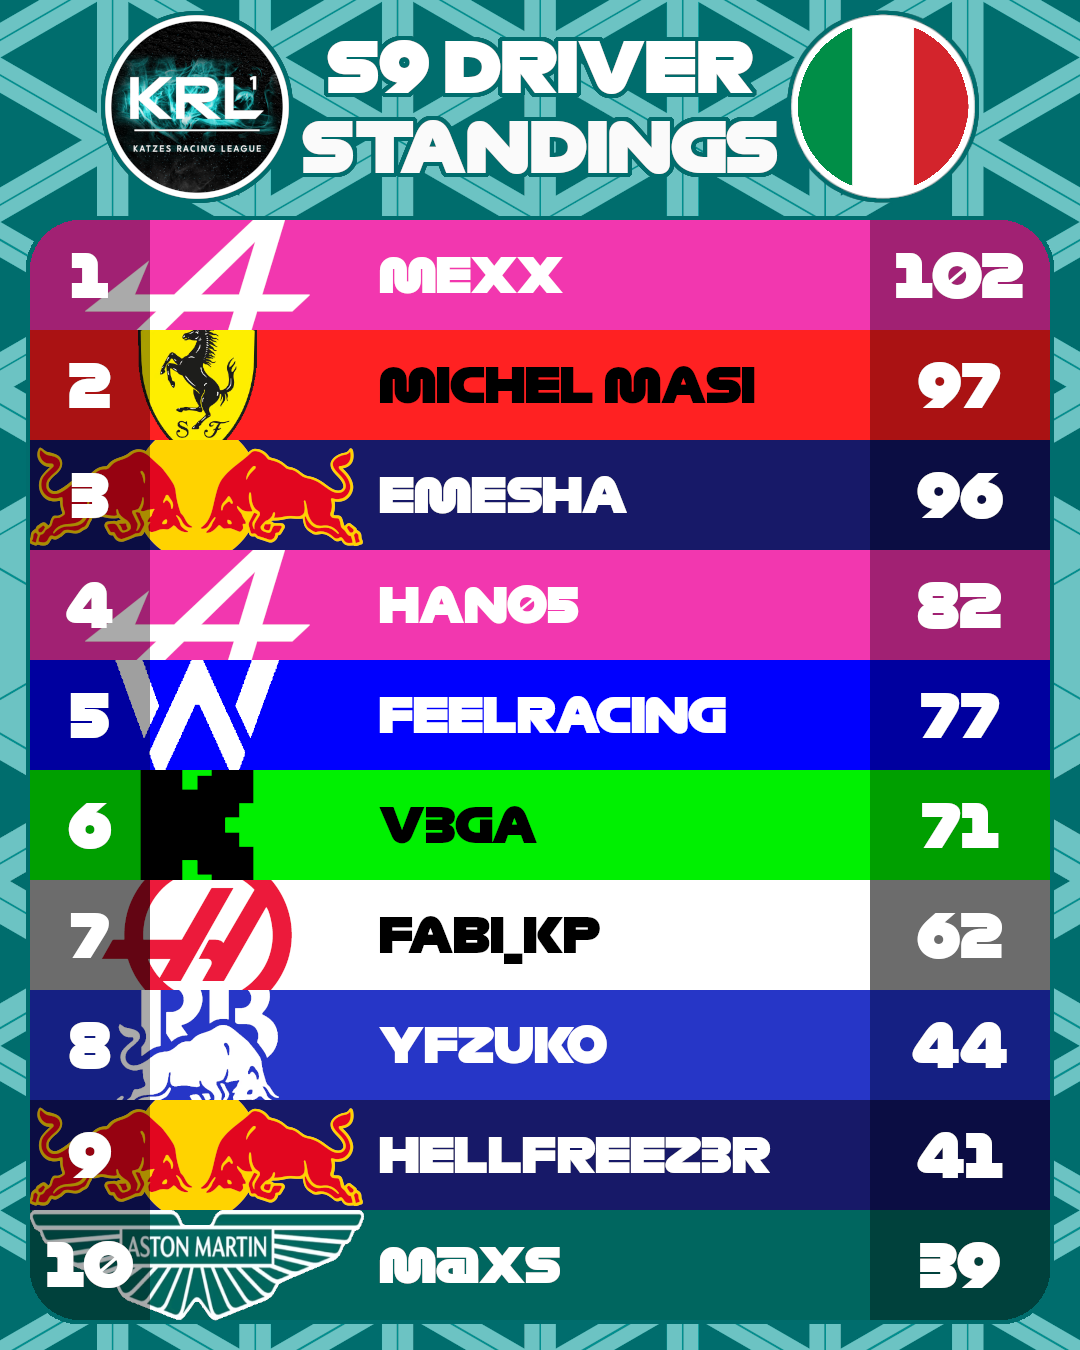 KRL1
KATZES RACING LEAGUE
S9 DRIVER
STANDINGS
1 MEXX 102
2 S F MICHEL MASI 97
3 EMESHA 96
4 HAN05 82
5 W FEELRACING 77
6 K V3GA 71
7 H FABI_KP 62
8 RB YFZUKO 44
9 HELLFREEZ3R 41
10 ASTON MARTIN M@XS 39